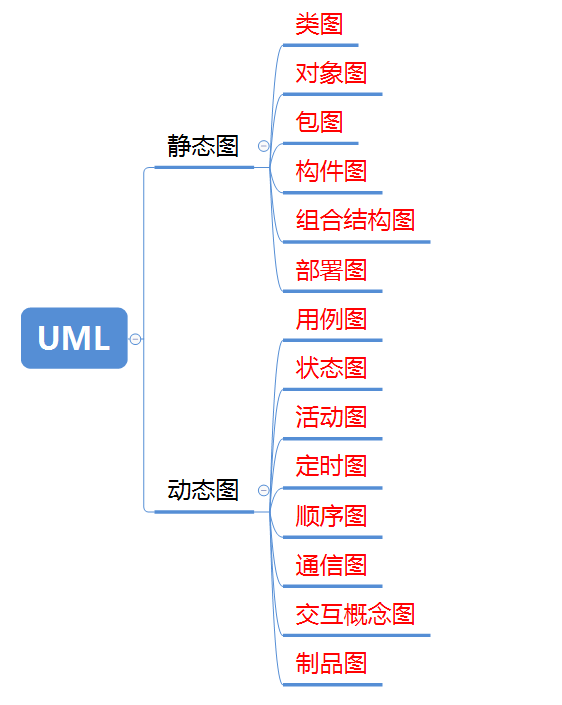 UML
静态图
类图
对象图
包图
构件图
组合结构图
部署图
动态图
用例图
状态图
活动图
定时图
顺序图
通信图
交互概念图
制品图